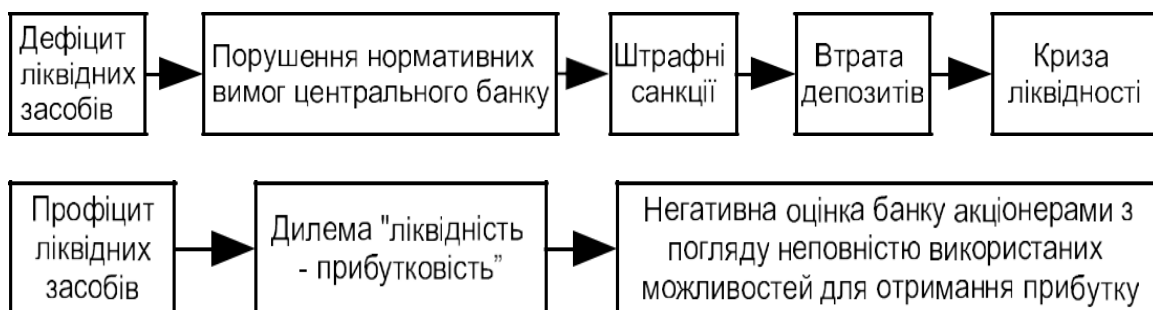 Дефіцит
ліквідних
засобів
Порушення нормативних
вимог центрального банку
Штрафні
санкції
Втрата
депозитів
Криза
ліквідності
Профіцит
ліквідних
засобів
Дилема "ліквідність
- прибутковість”
Негативна оцінка банку акціонерами з
погляду неповністю використаних
можливостей для отримання прибутку